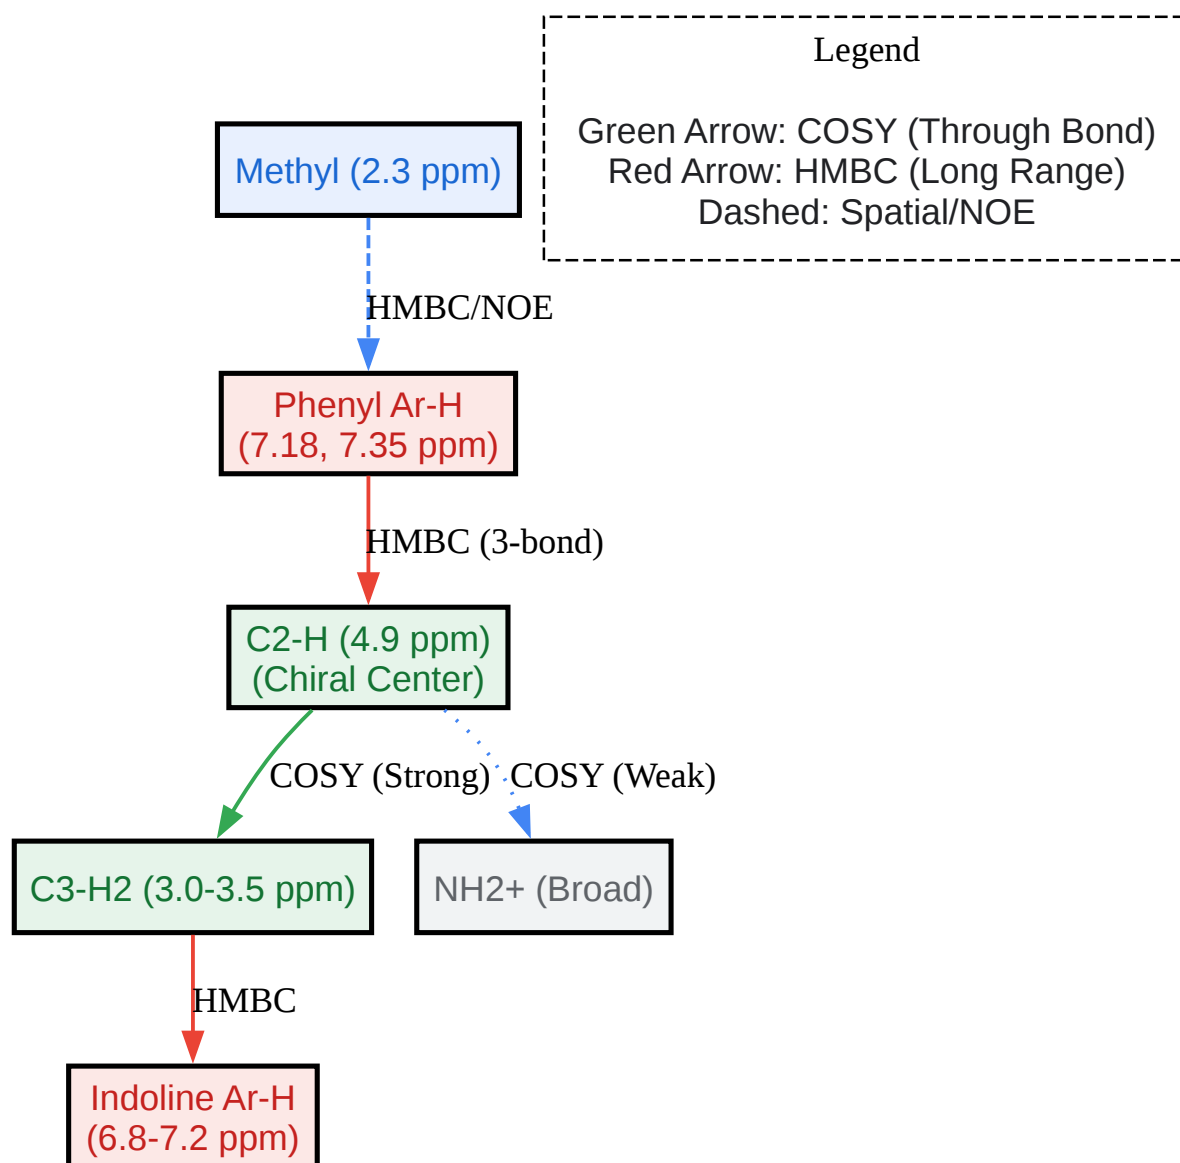 Legend
Green Arrow: COSY (Through Bond)
Red Arrow: HMBC (Long Range)
Dashed: Spatial/NOE
Methyl (2.3 ppm)
HMBC/NOE
Phenyl Ar-H
(7.18, 7.35 ppm)
HMBC (3-bond)
C2-H (4.9 ppm)
(Chiral Center)
COSY (Strong)
COSY (Weak)
C3-H2 (3.0-3.5 ppm)
NH2+ (Broad)
HMBC
Indoline Ar-H
(6.8-7.2 ppm)